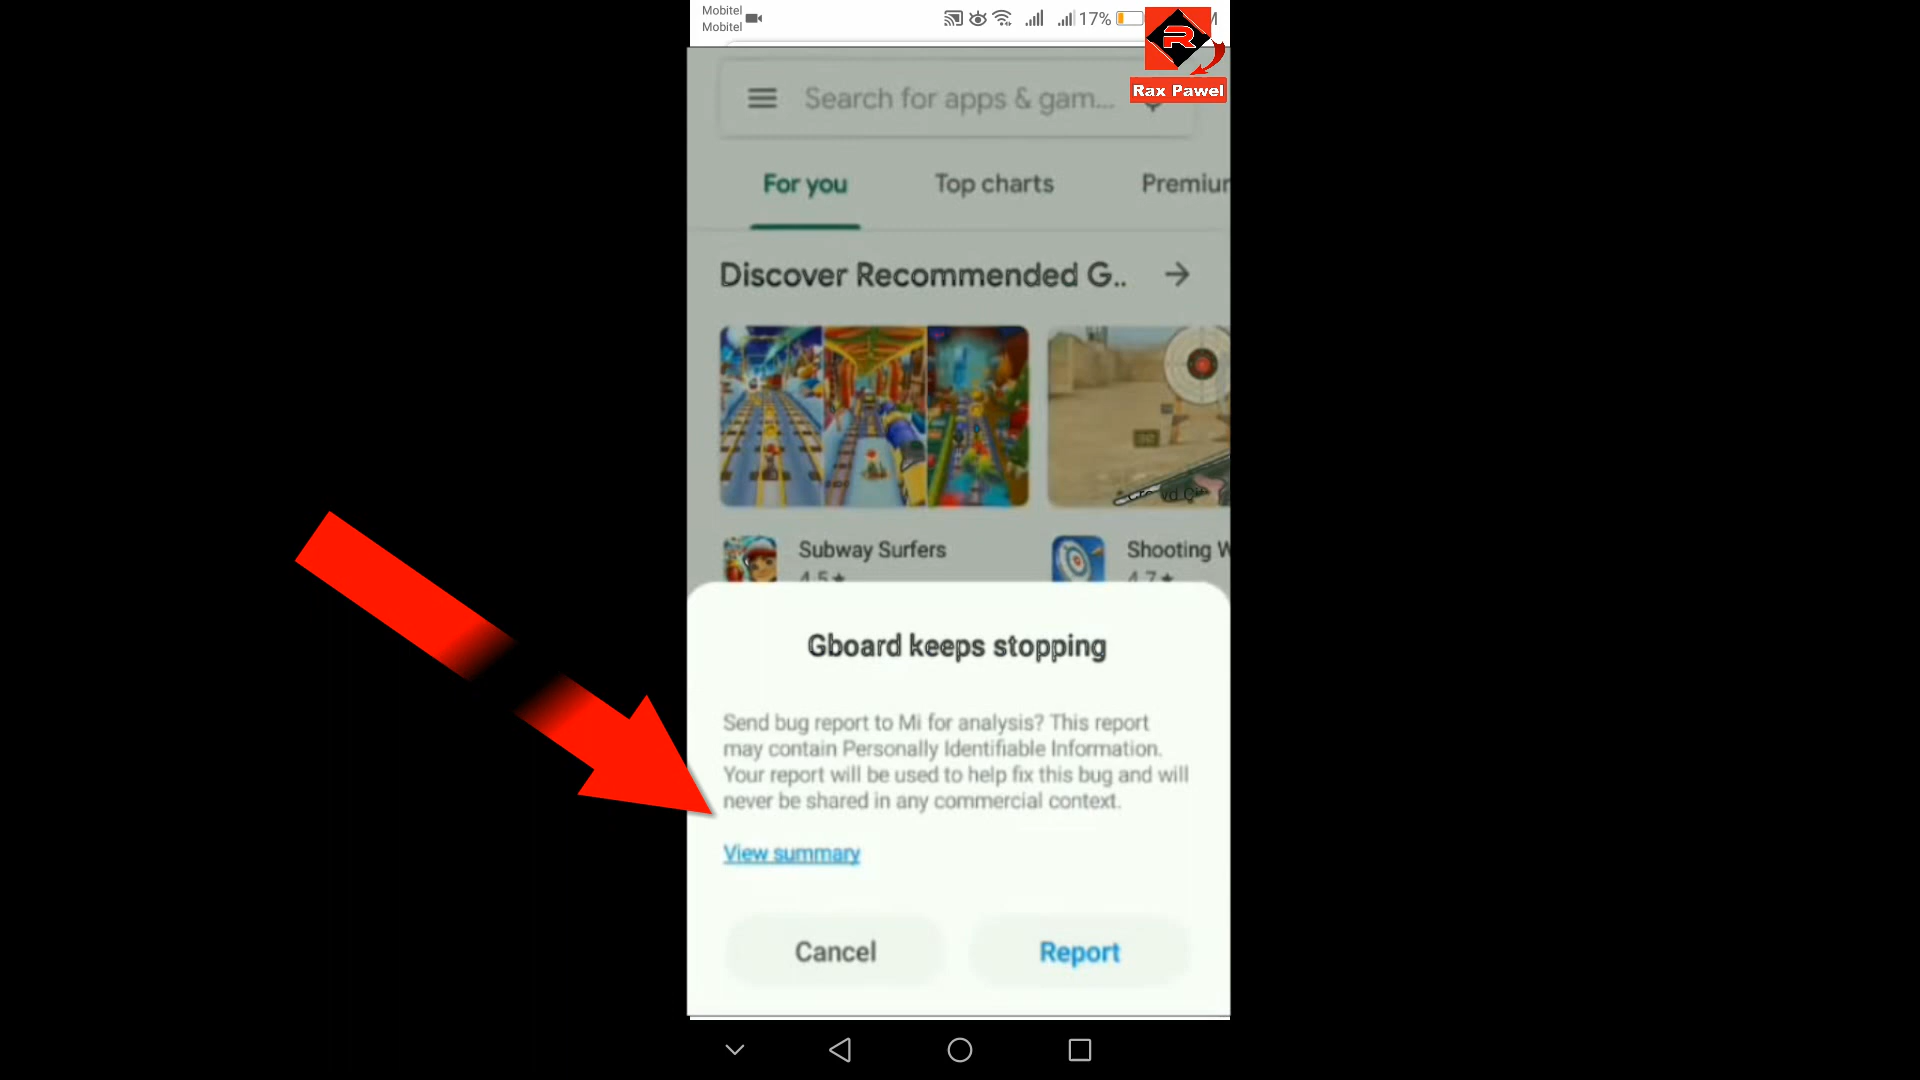 Mobitel
Mobitel
17%
M
R
Rax Pawel
Search for apps & gam...
For you
Top charts
Premiur
Discover Recommended G..
Subway Surfers
4.5★
Shooting W
4.7★
Gboard keeps stopping
Send bug report to Mi for analysis? This report
may contain Personally Identifiable Information.
Your report will be used to help fix this bug and will
never be shared in any commercial context.
View summary
Cancel
Report